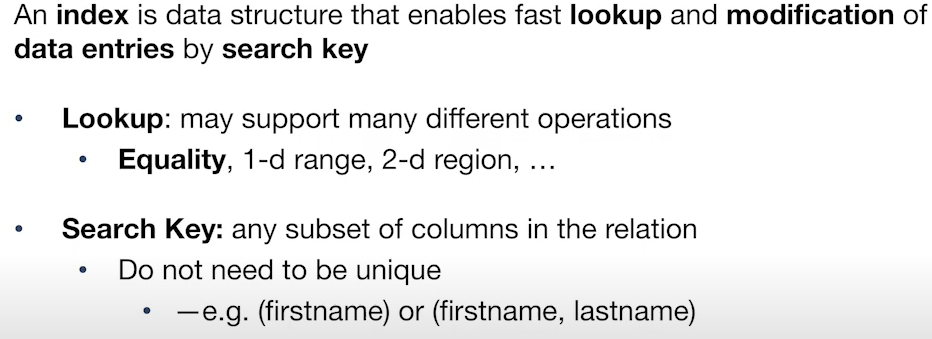 An index is data structure that enables fast lookup and modification of
data entries by search key
• Lookup: may support many different operations
• Equality, 1-d range, 2-d region, …
• Search Key: any subset of columns in the relation
• Do not need to be unique
• —e.g. (firstname) or (firstname, lastname)